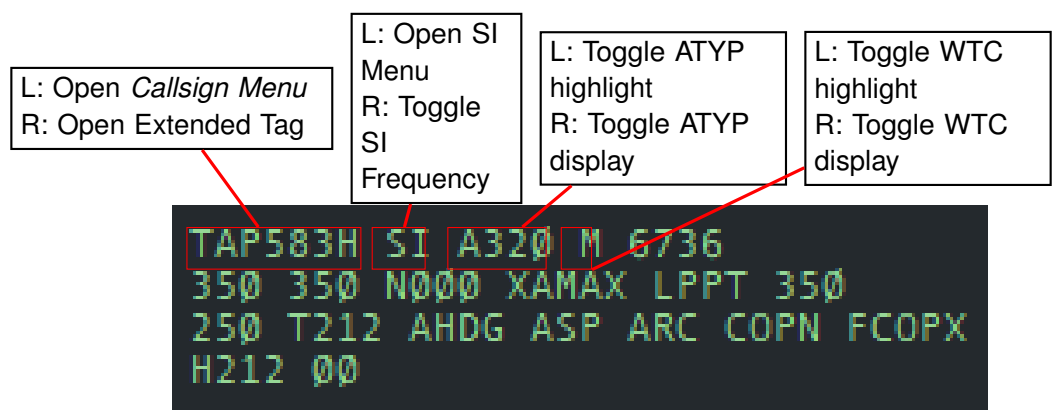 L: Open Callsign Menu
R: Open Extended Tag
L: Open SI
Menu
R: Toggle
SI
Frequency
L: Toggle ATYP
highlight
R: Toggle ATYP
display
L: Toggle WTC
highlight
R: Toggle WTC
display
TAP583H SI A320 M 6736
350 350 N000 XAMAX LPPT 350
250 T212 AHDG ASP ARC COPN FCOPX
H212 00